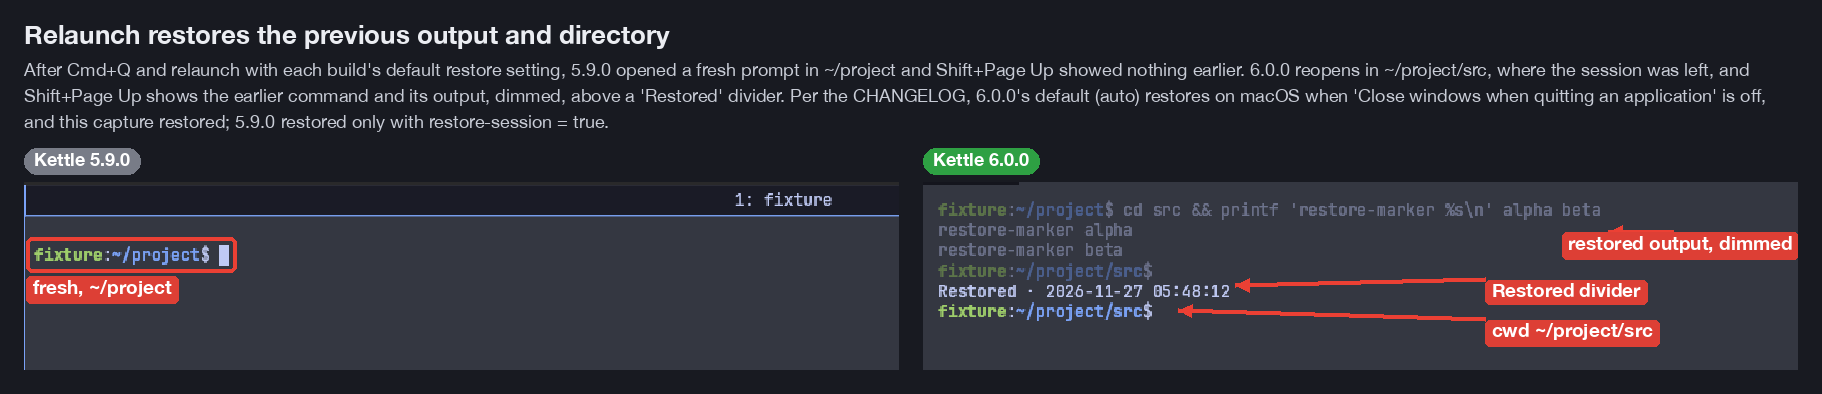 Relaunch restores the previous output and directory
After Cmd+Q and relaunch with each build's default restore setting, 5.9.0 opened a fresh prompt in ~/project and Shift+Page Up showed nothing earlier. 6.0.0 reopens in ~/project/src, where the session was left, and
Shift+Page Up shows the earlier command and its output, dimmed, above a 'Restored' divider. Per the CHANGELOG, 6.0.0's default (auto) restores on macOS when 'Close windows when quitting an application' is off,
and this capture restored; 5.9.0 restored only with restore-session = true.
Kettle 5.9.0
1: fixture
fixture:~/project$
fresh, ~/project
Kettle 6.0.0
fixture:~/project$ cd src && printf 'restore-marker %s\n' alpha beta
restore-marker alpha
restore-marker beta
restored output, dimmed
fixture:~/project/src$
Restored · 2026-11-27 05:48:12
Restored divider
fixture:~/project/src$
cwd ~/project/src